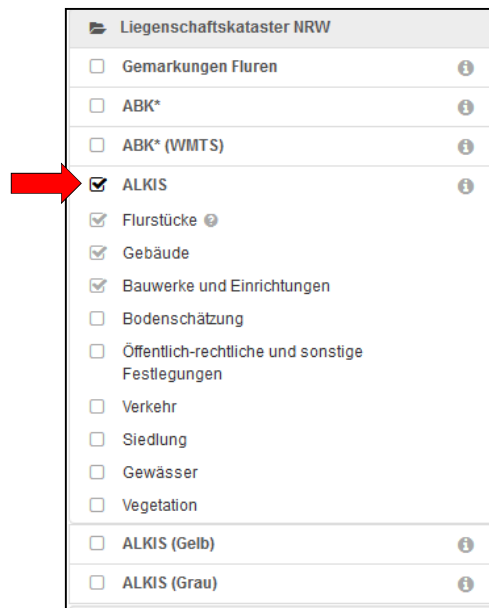 Liegenschaftskataster NRW
Gemarkungen Fluren
ABK*
ABK* (WMTS)
ALKIS
Flurstücke
Gebäude
Bauwerke und Einrichtungen
Bodenschätzung
Öffentlich-rechtliche und sonstige
Festlegungen
Verkehr
Siedlung
Gewässer
Vegetation
ALKIS (Gelb)
ALKIS (Grau)